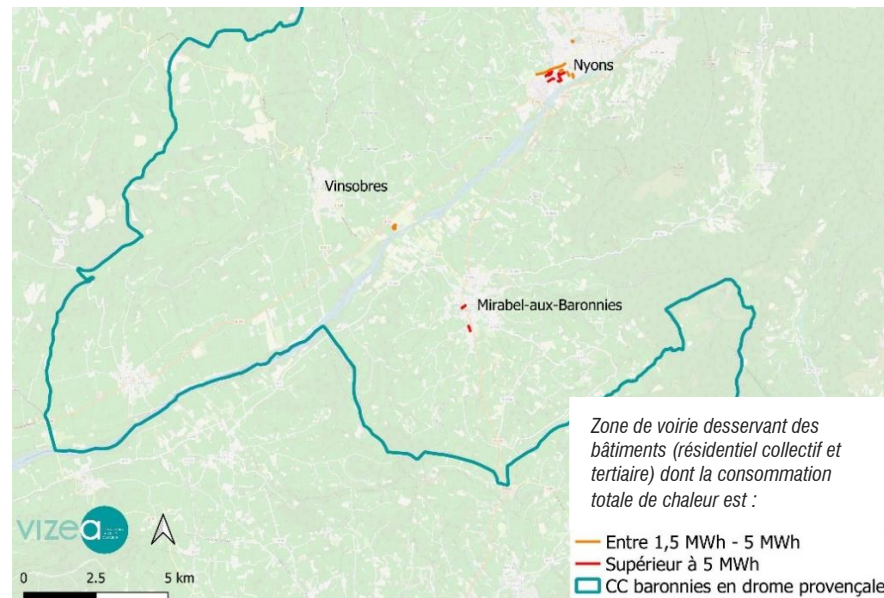 Nyons
Vinsobres
Mirabel-aux-Baronnies
Zone de voirie desservant des
bâtiments (résidentiel collectif et
tertiaire) dont la consommation
totale de chaleur est :
Entre 1,5 MWh - 5 MWh
Supérieur à 5 MWh
CC baronnies en drome provençale
vizea
0 2.5 5 km